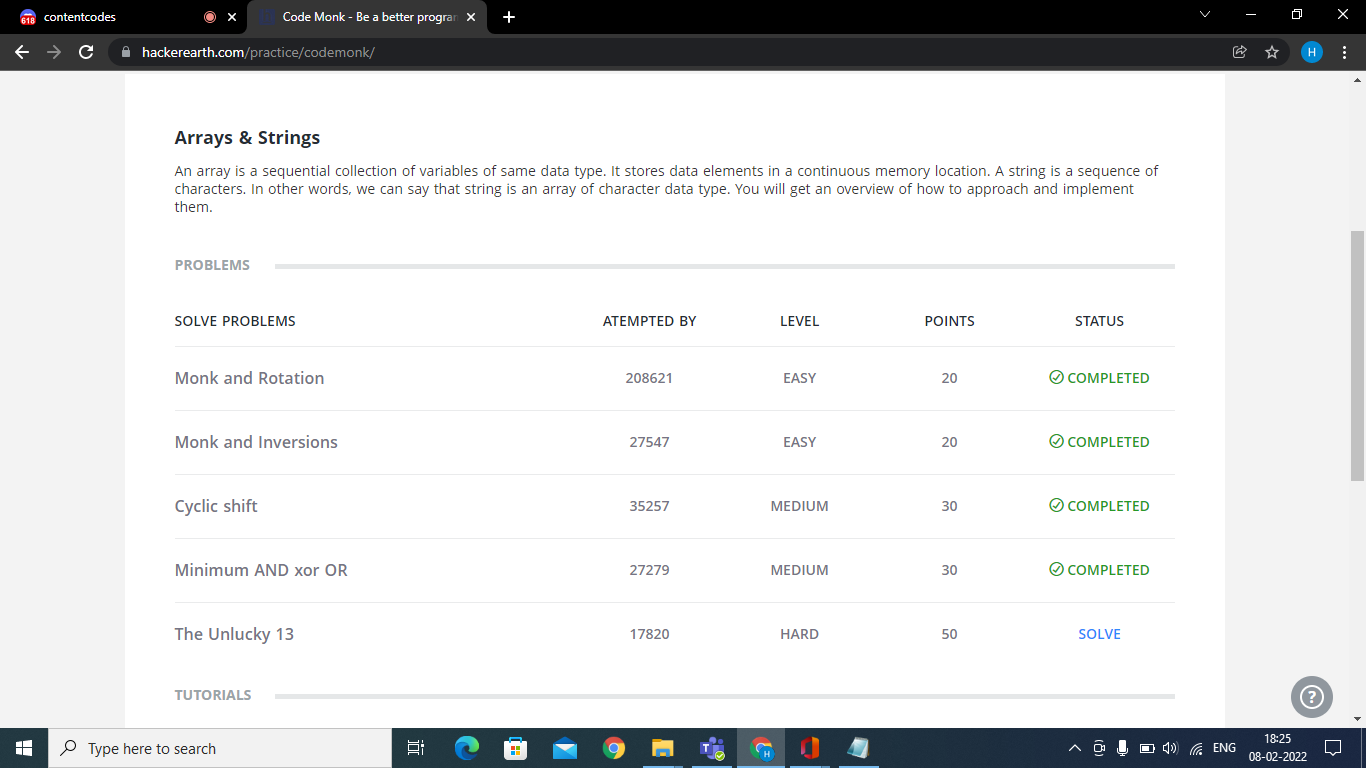 618 contentcodes
Code Monk - Be a better progra
hackerearth.com/practice/codemonk/
H
Arrays & Strings
An array is a sequential collection of variables of same data type. It stores data elements in a continuous memory location. A string is a sequence of
characters. In other words, we can say that string is an array of character data type. You will get an overview of how to approach and implement
them.
PROBLEMS
SOLVE PROBLEMS ATEMPTED BY LEVEL POINTS STATUS
Monk and Rotation 208621 EASY 20 COMPLETED
Monk and Inversions 27547 EASY 20 COMPLETED
Cyclic shift 35257 MEDIUM 30 COMPLETED
Minimum AND xor OR 27279 MEDIUM 30 COMPLETED
The Unlucky 13 17820 HARD 50 SOLVE
TUTORIALS
?
Type here to search
T
H
ENG
18:25
08-02-2022